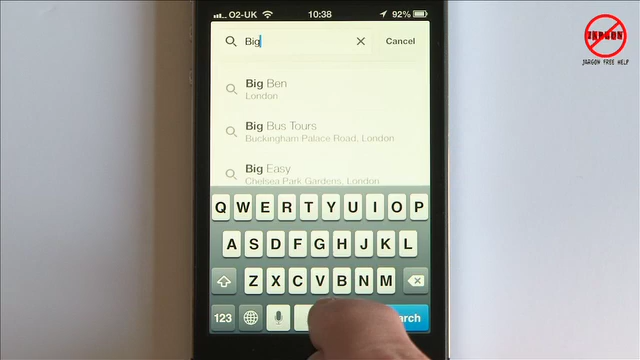 O2-UK 10:38 92%
Big Cancel
Big Ben
London
Big Bus Tours
Buckingham Palace Road, London
Big Easy
Chelsea Park Gardens, London
Q W E R T Y U I O P
A S D F G H J K L
Z X C V B N M
123 arch
JARGON
JARGON FREE HELP